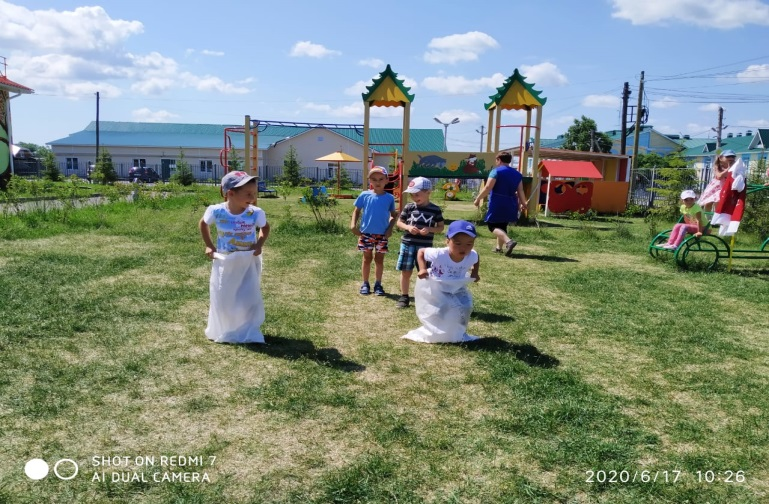 SHOT ON REDMI 7
AI DUAL CAMERA
2020/6/17 10:26